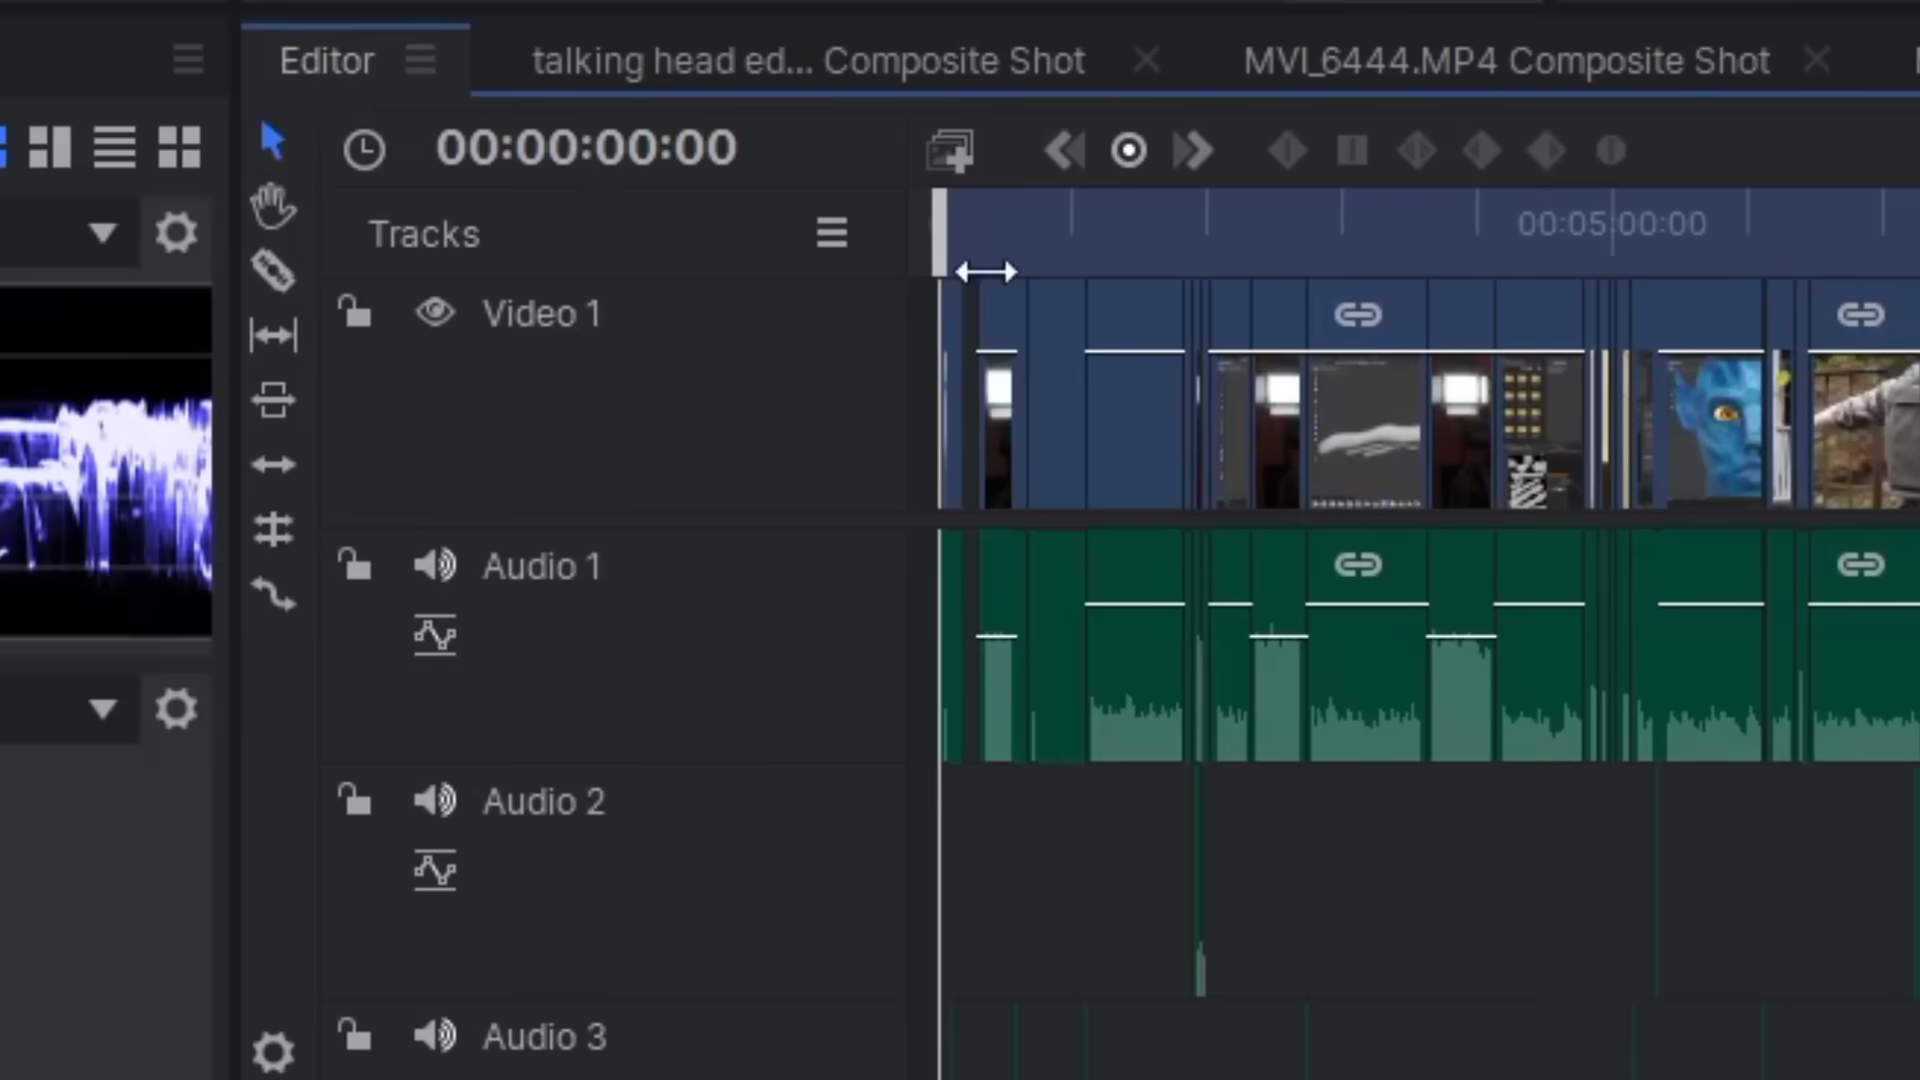 Editor
talking head ed... Composite Shot
MVI_6444.MP4 Composite Shot
00:00:00:00
Tracks
00:05:00:00
Video 1
Audio 1
Audio 2
Audio 3